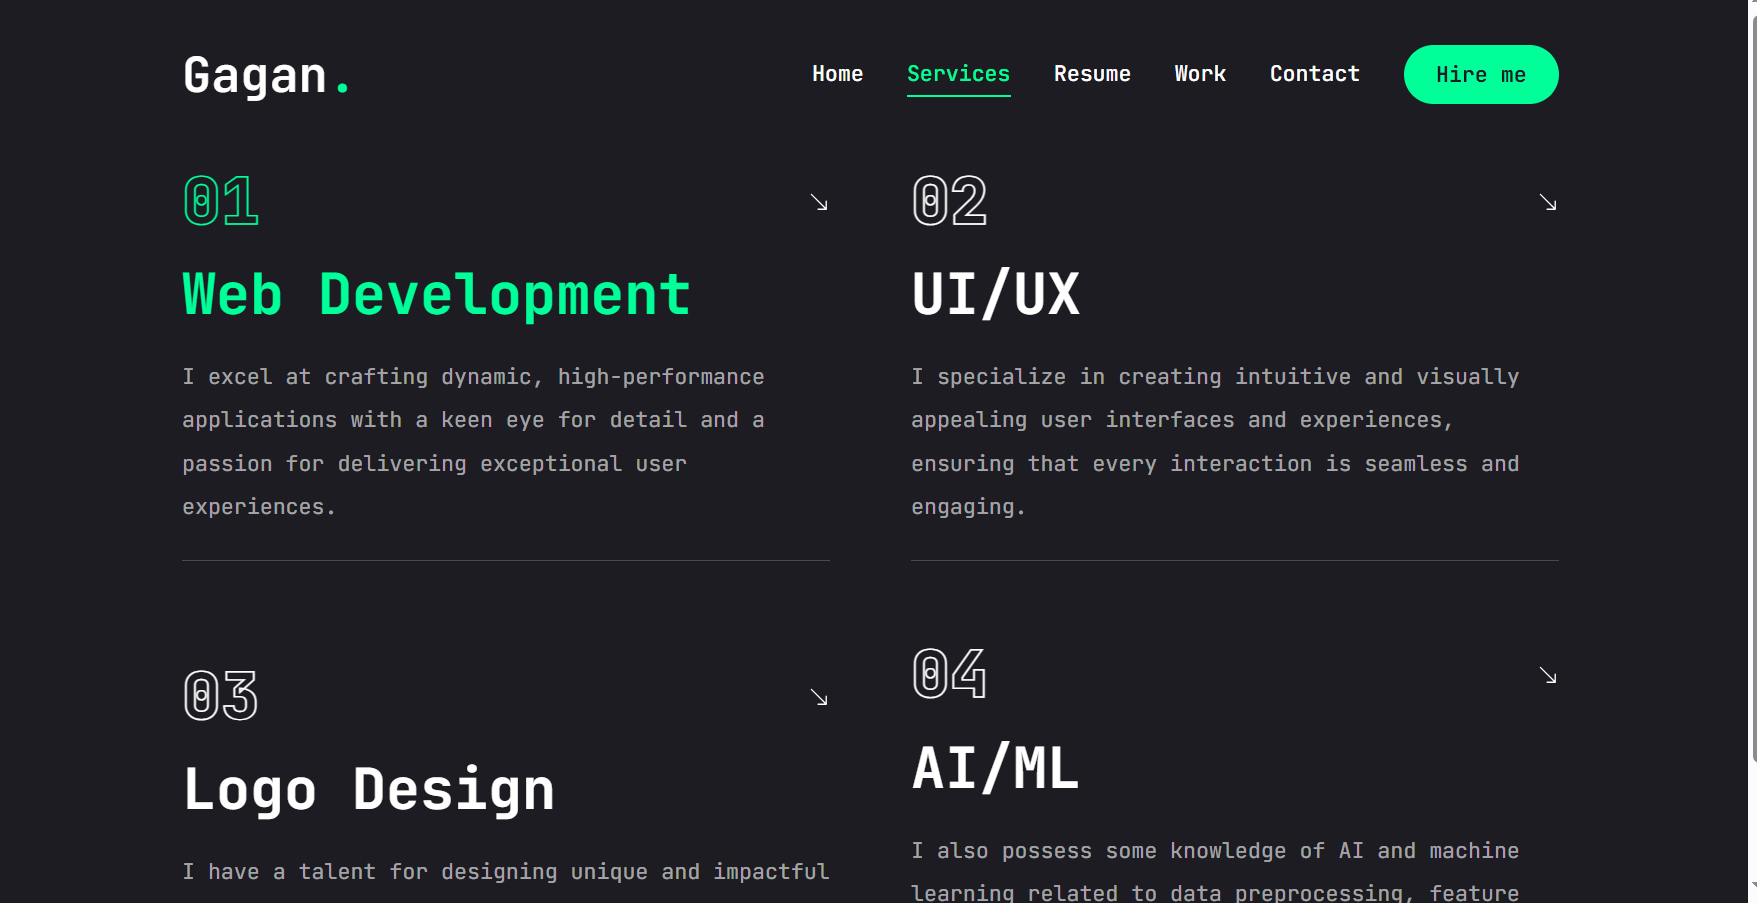 Gagan.
Home Services Resume Work Contact Hire me
01
Web Development
I excel at crafting dynamic, high-performance
applications with a keen eye for detail and a
passion for delivering exceptional user
experiences.
02
UI/UX
I specialize in creating intuitive and visually
appealing user interfaces and experiences,
ensuring that every interaction is seamless and
engaging.
03
Logo Design
I have a talent for designing unique and impactful
04
AI/ML
I also possess some knowledge of AI and machine
learning related to data preprocessing, feature